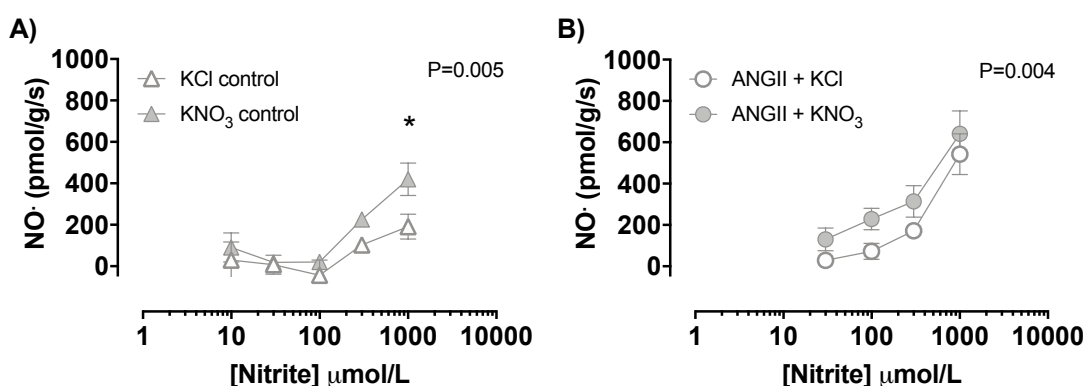 A)
NO· (pmol/g/s)
1000
800
600
400
200
0
KCl control
KNO₃ control
P=0.005
*
1 10 100 1000 10000
[Nitrite] μmol/L
B)
NO· (pmol/g/s)
1000
800
600
400
200
0
ANGII + KCl
ANGII + KNO₃
P=0.004
1 10 100 1000 10000
[Nitrite] μmol/L